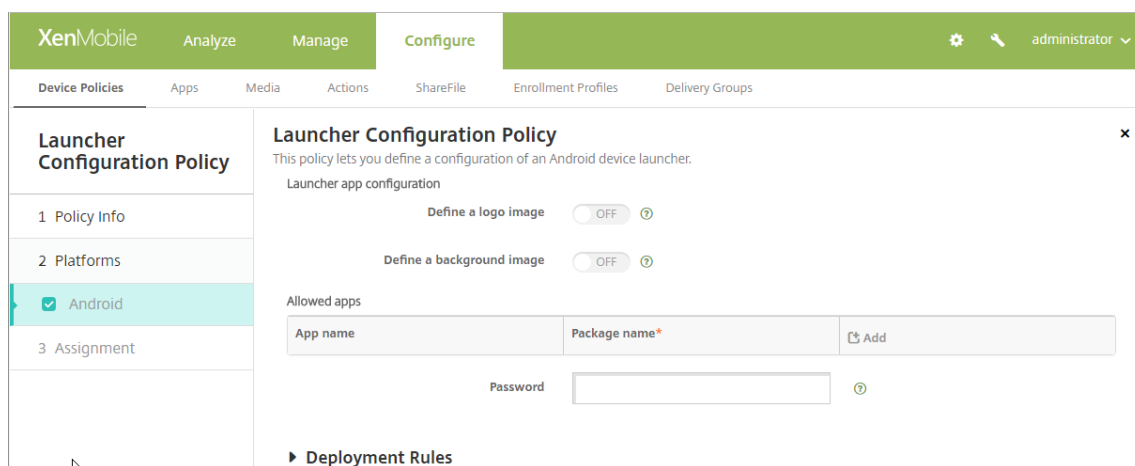 XenMobile Analyze Manage Configure administrator
Device Policies Apps Media Actions ShareFile Enrollment Profiles Delivery Groups
Launcher
Configuration Policy
1 Policy Info
2 Platforms
Android
3 Assignment
Launcher Configuration Policy
This policy lets you define a configuration of an Android device launcher.
Launcher app configuration
Define a logo image OFF ?
Define a background image OFF ?
Allowed apps
App name Package name* Add
Password ?
Deployment Rules